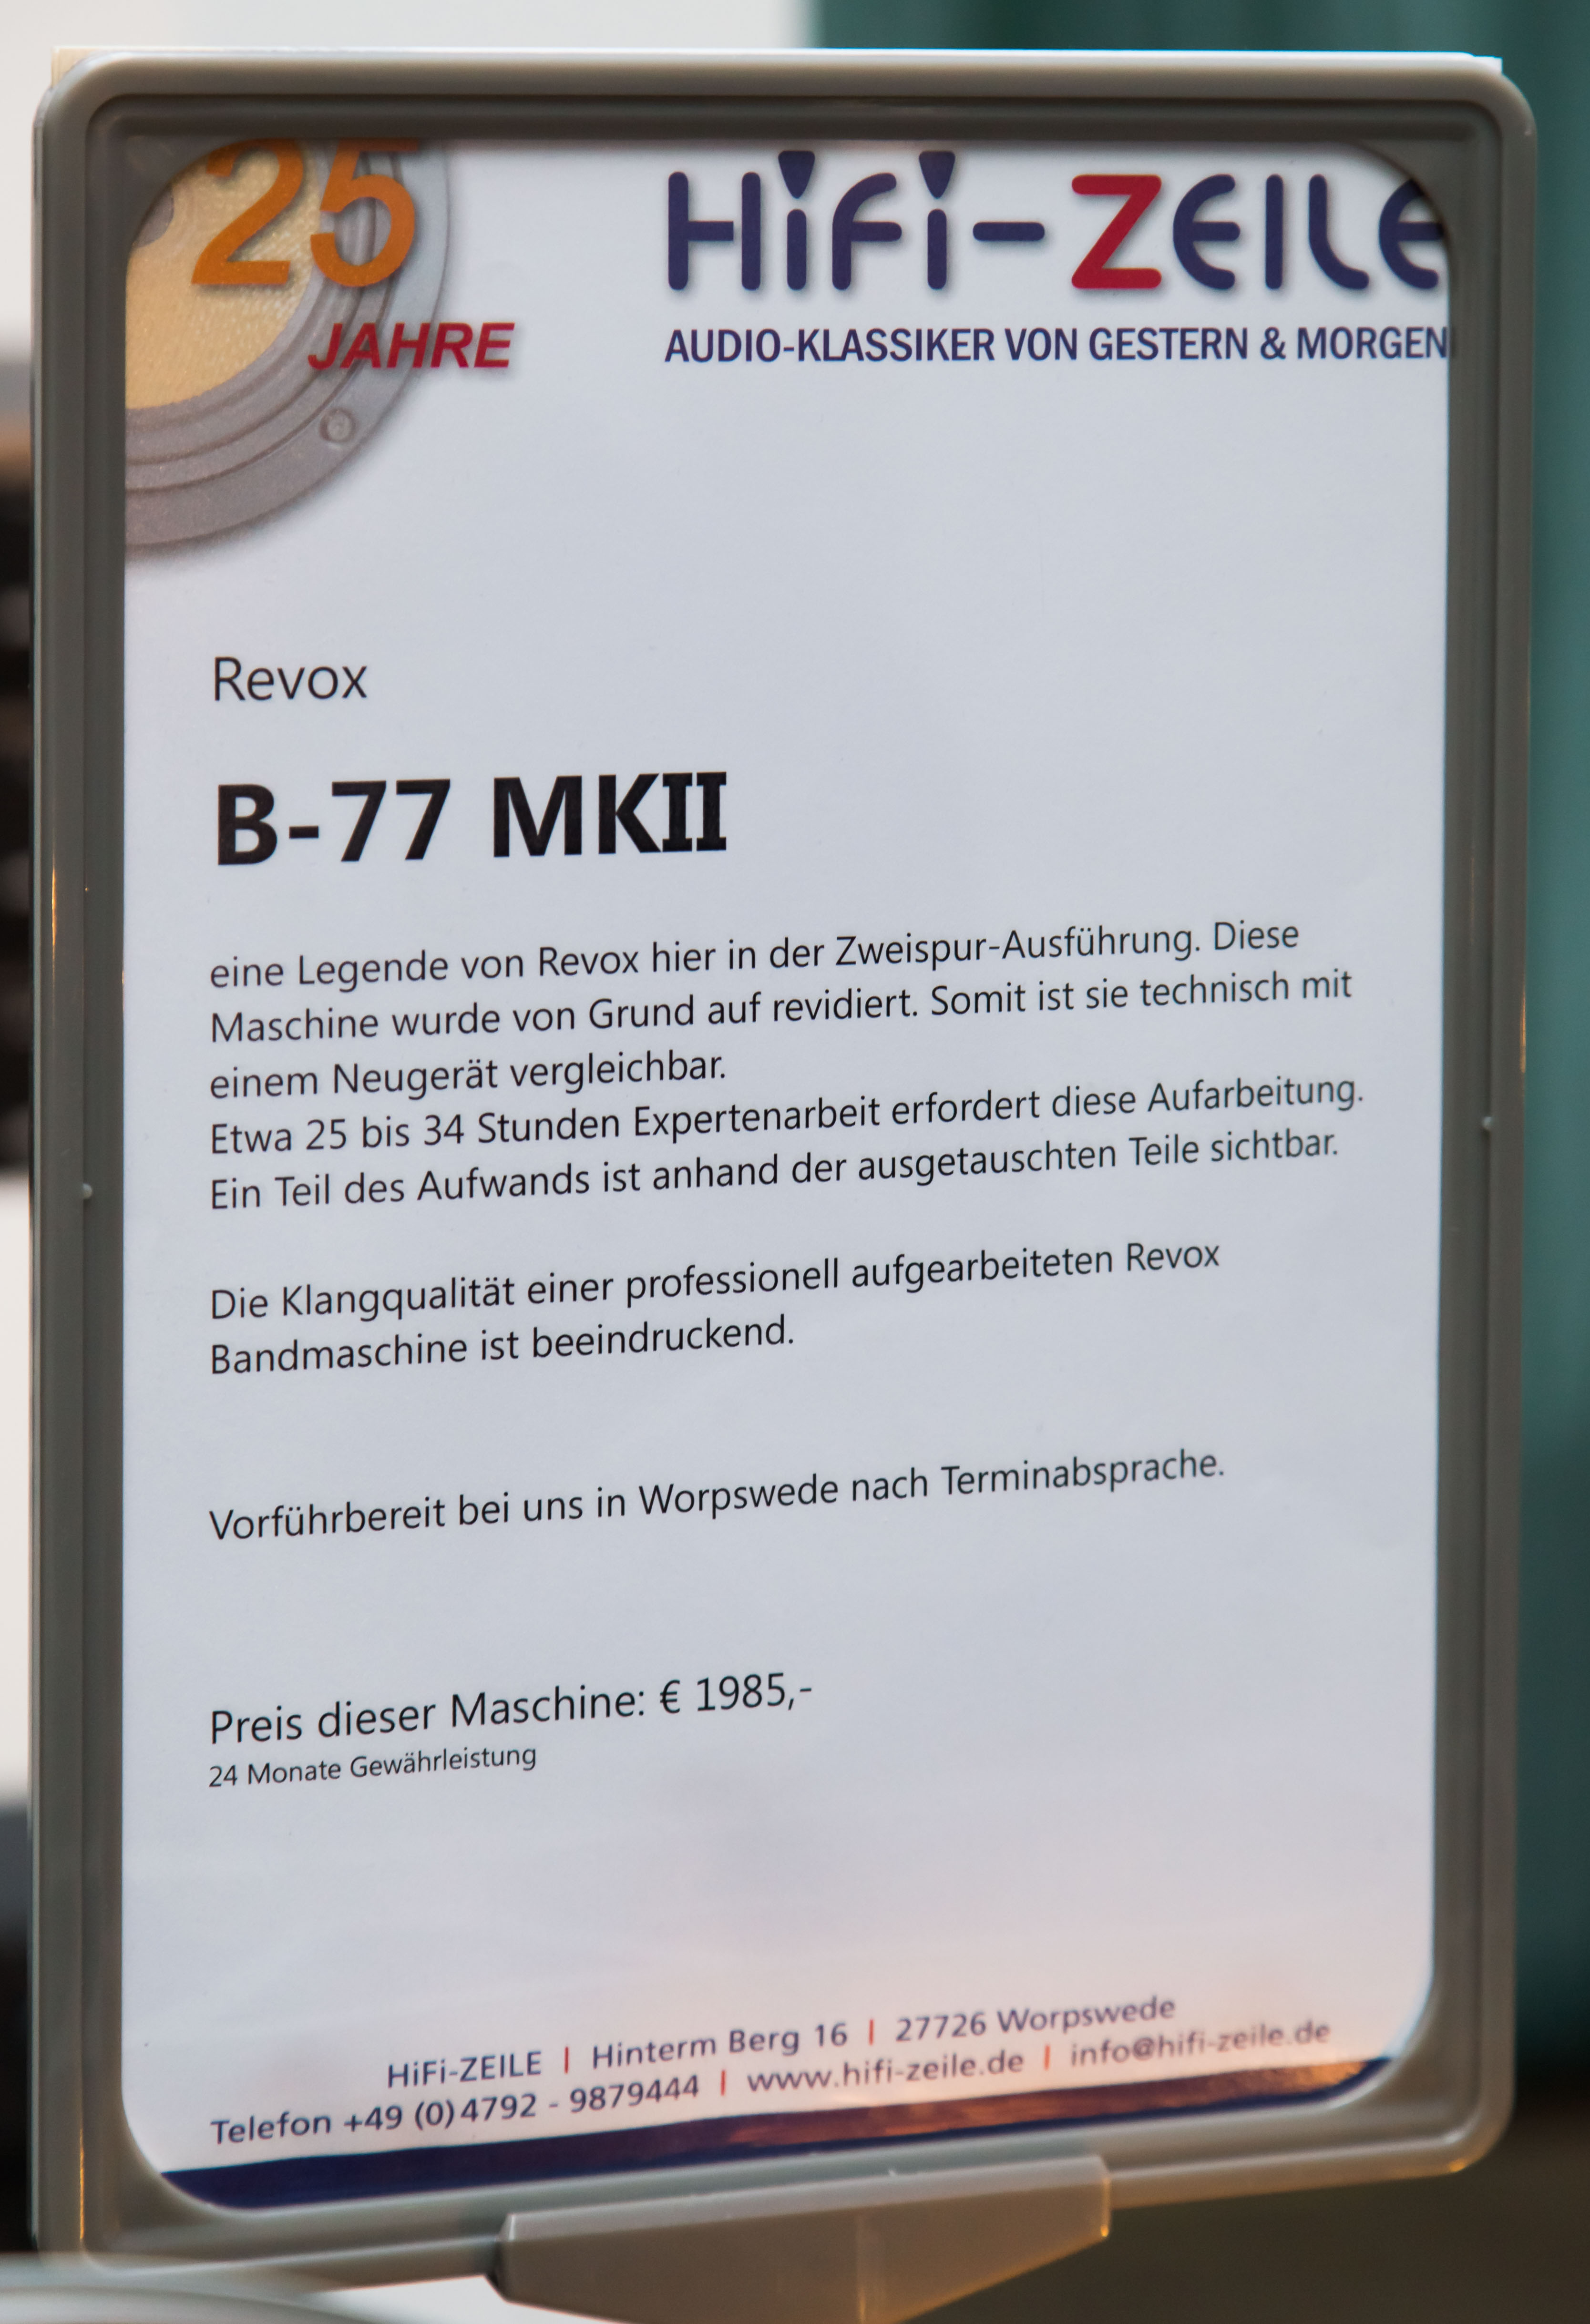 25
JAHRE
HiFi-ZEILE
AUDIO-KLASSIKER VON GESTERN & MORGEN
Revox
B-77 MKII
eine Legende von Revox hier in der Zweispur-Ausführung. Diese
Maschine wurde von Grund auf revidiert. Somit ist sie technisch mit
einem Neugerät vergleichbar.
Etwa 25 bis 34 Stunden Expertenarbeit erfordert diese Aufarbeitung.
Ein Teil des Aufwands ist anhand der ausgetauschten Teile sichtbar.
Die Klangqualität einer professionell aufgearbeiteten Revox
Bandmaschine ist beeindruckend.
Vorführbereit bei uns in Worpswede nach Terminabsprache.
Preis dieser Maschine: € 1985,-
24 Monate Gewährleistung
HiFi-ZEILE | Hinterm Berg 16 | 27726 Worpswede
Telefon +49 (0)4792 - 9879444 | www.hifi-zeile.de | info@hifi-zeile.de